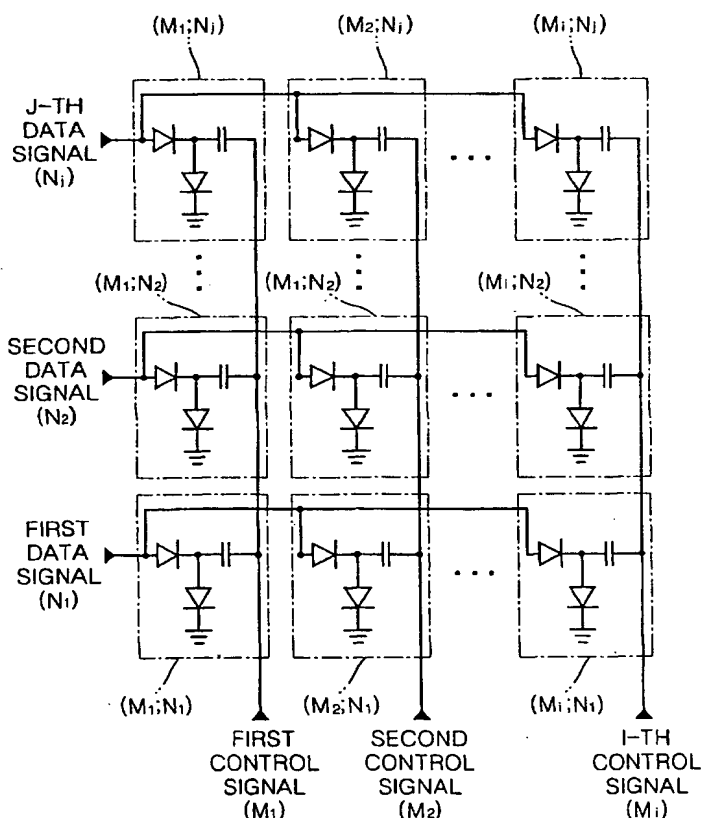 (M1;Nj)
(M2;Nj)
(Mi;Nj)
J-TH
DATA
SIGNAL
(Nj)
(M1;N2)
(M1;N2)
(Mi;N2)
SECOND
DATA
SIGNAL
(N2)
FIRST
DATA
SIGNAL
(N1)
(M1;N1)
(M2;N1)
(Mi;N1)
FIRST
CONTROL
SIGNAL
(M1)
SECOND
CONTROL
SIGNAL
(M2)
I-TH
CONTROL
SIGNAL
(Mi)